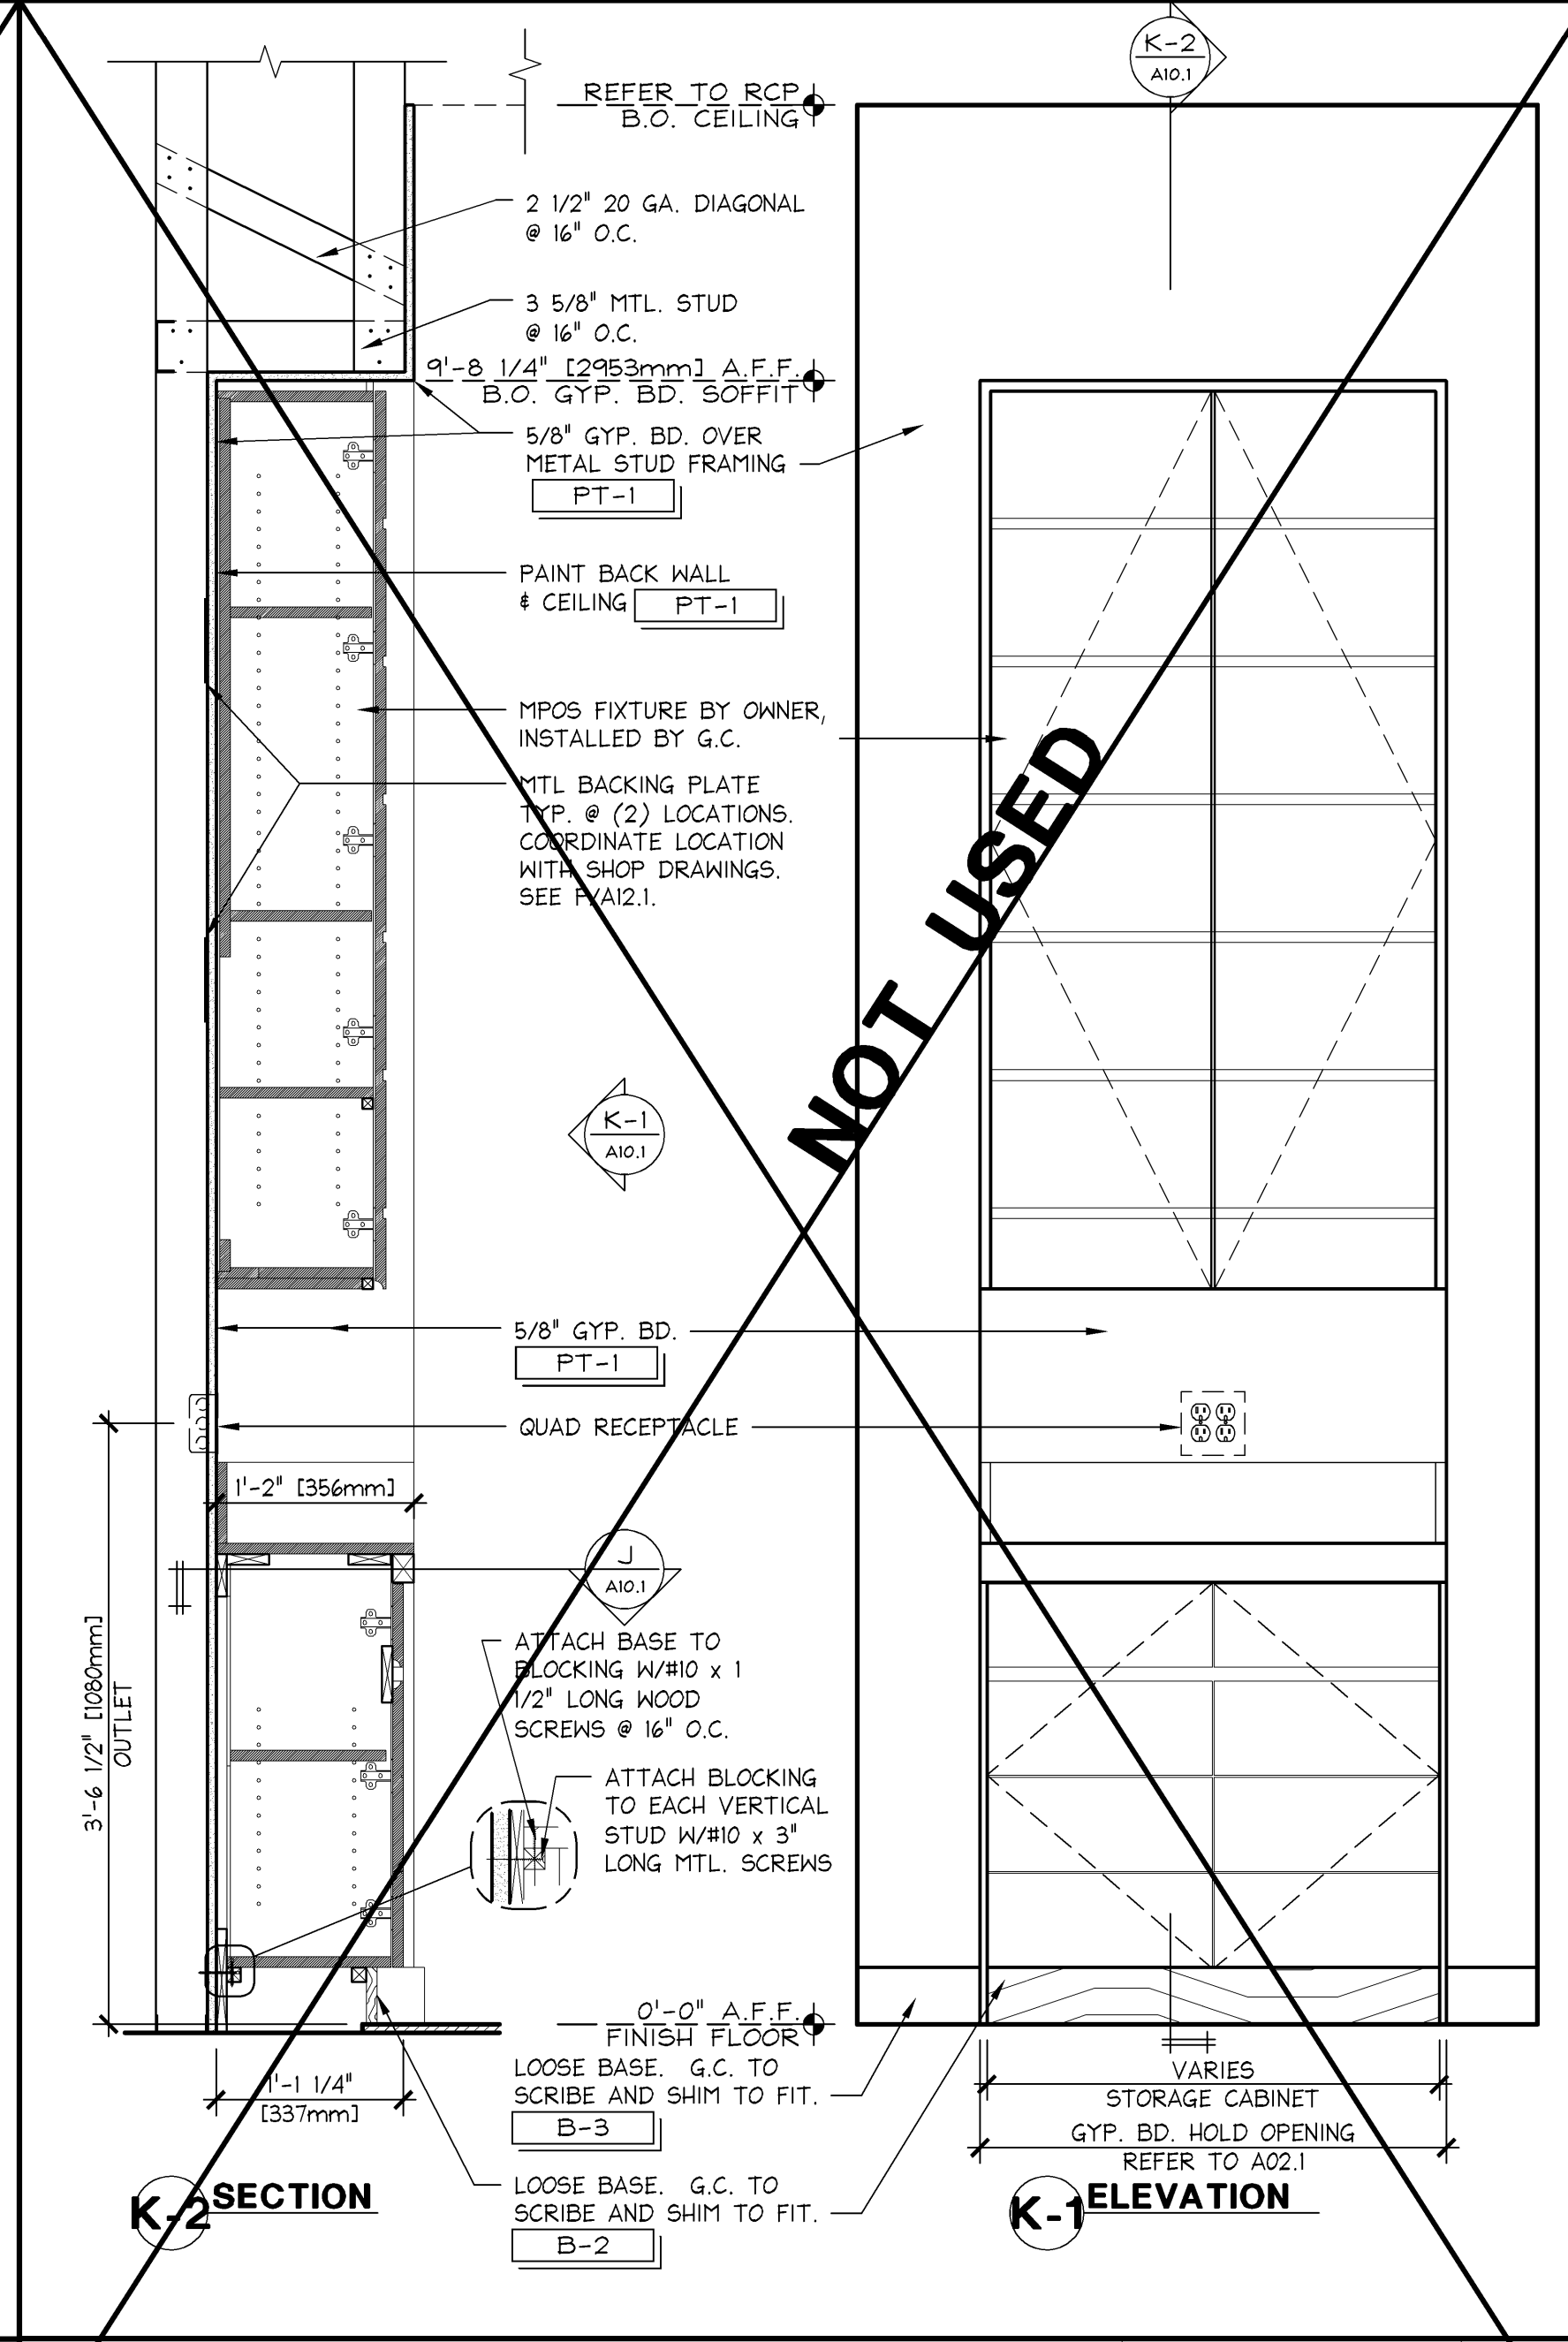 K-2
A10.1
REFER TO RCP
B.O. CEILING
2 1/2" 20 GA. DIAGONAL
@ 16" O.C.
3 5/8" MTL. STUD
@ 16" O.C.
9'-8 1/4" [2953mm] A.F.F.
B.O. GYP. BD. SOFFIT
5/8" GYP. BD. OVER
METAL STUD FRAMING
PT-1
PAINT BACK WALL
& CEILING PT-1
MPOS FIXTURE BY OWNER,
INSTALLED BY G.C.
MTL BACKING PLATE
TYP. @ (2) LOCATIONS.
COORDINATE LOCATION
WITH SHOP DRAWINGS.
SEE F/A12.1.
NOT USED
K-1
A10.1
5/8" GYP. BD.
PT-1
QUAD RECEPTACLE
1'-2" [356mm]
J
A10.1
3'-6 1/2" [1080mm]
OUTLET
ATTACH BASE TO
BLOCKING W/#10 x 1
1/2" LONG WOOD
SCREWS @ 16" O.C.
ATTACH BLOCKING
TO EACH VERTICAL
STUD W/#10 x 3"
LONG MTL. SCREWS
0'-0" A.F.F.
FINISH FLOOR
1'-1 1/4"
[337mm]
LOOSE BASE. G.C. TO
SCRIBE AND SHIM TO FIT.
B-3
LOOSE BASE. G.C. TO
SCRIBE AND SHIM TO FIT.
B-2
VARIES
STORAGE CABINET
GYP. BD. HOLD OPENING
REFER TO A02.1
K-2 SECTION
K-1 ELEVATION